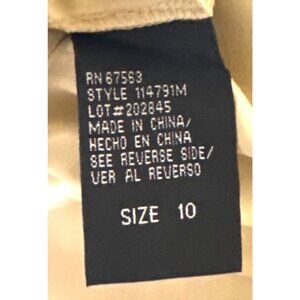 RN 67563
STYLE 114791M
LOT#202845
MADE IN CHINA/
HECHO EN CHINA
SEE REVERSE SIDE/
VER AL REVERSO
SIZE 10